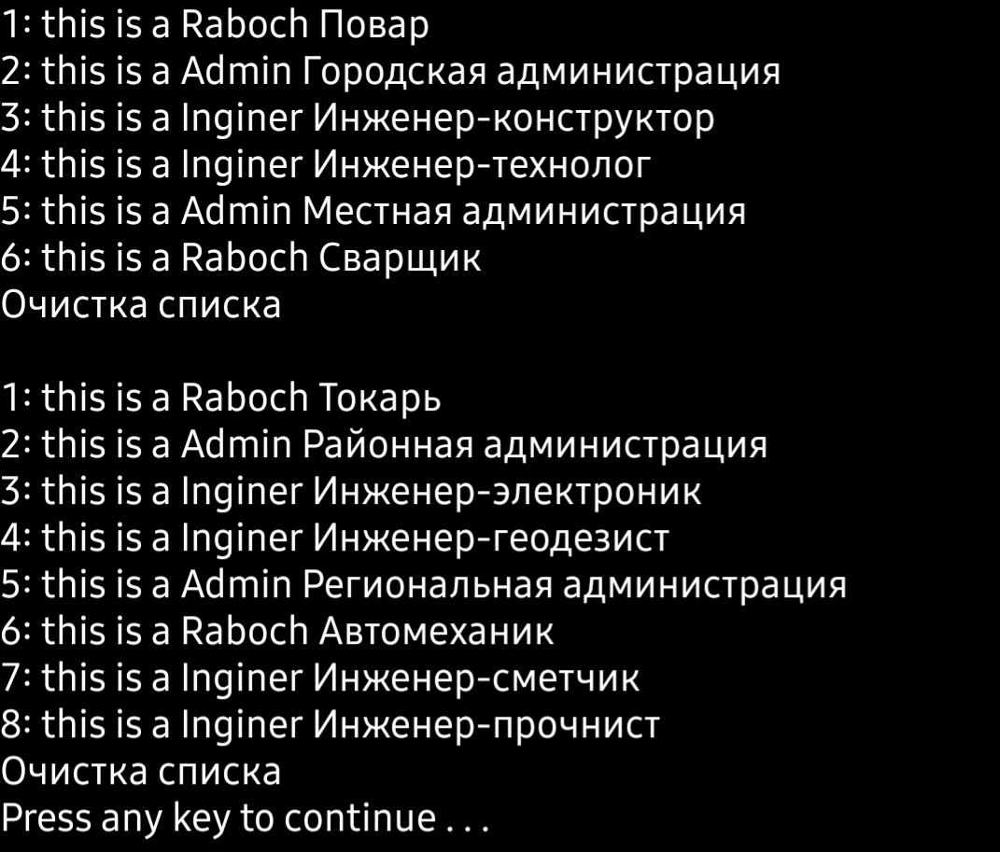 1: this is a Raboch Повар
2: this is a Admin Городская администрация
3: this is a Inginer Инженер-конструктор
4: this is a Inginer Инженер-технолог
5: this is a Admin Местная администрация
6: this is a Raboch Сварщик
Очистка списка
1: this is a Raboch Токарь
2: this is a Admin Районная администрация
3: this is a Inginer Инженер-электроник
4: this is a Inginer Инженер-геодезист
5: this is a Admin Региональная администрация
6: this is a Raboch Автомеханик
7: this is a Inginer Инженер-сметчик
8: this is a Inginer Инженер-прочнист
Очистка списка
Press any key to continue . . .